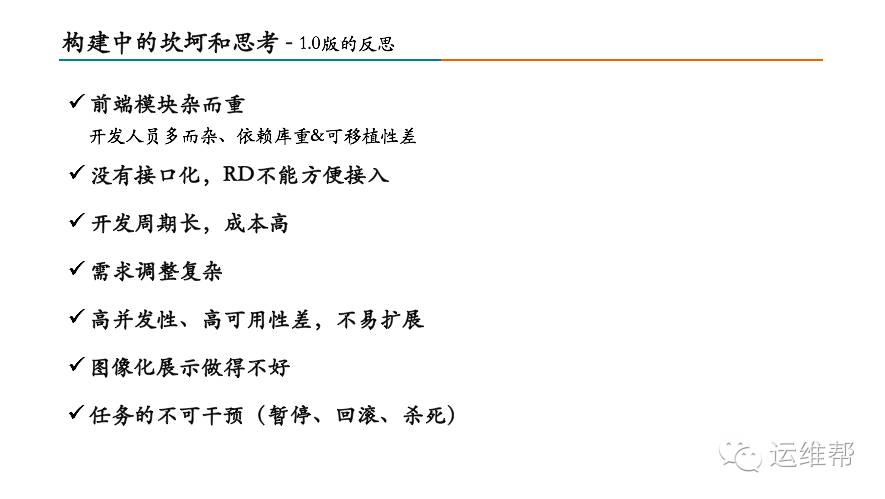 构建中的坎坷和思考 - 1.0版的反思
✓ 前端模块杂而重
开发人员多而杂、依赖库重&可移植性差
✓ 没有接口化，RD不能方便接入
✓ 开发周期长，成本高
✓ 需求调整复杂
✓ 高并发性、高可用性差，不易扩展
✓ 图像化展示做得不好
✓ 任务的不可干预（暂停、回滚、杀死）
运维帮